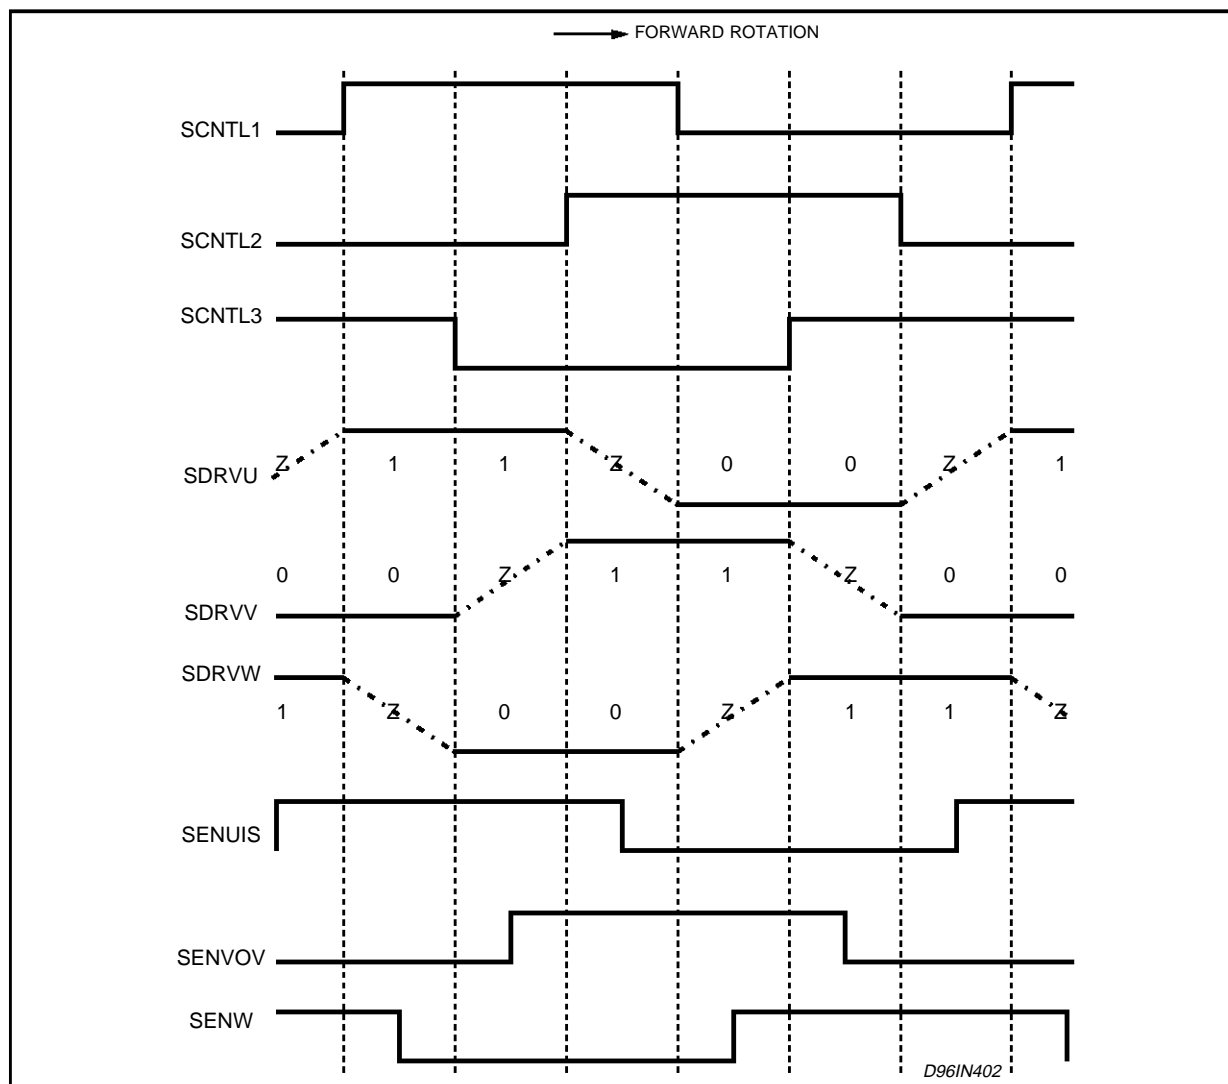 FORWARD ROTATION
SCNTL1
SCNTL2
SCNTL3
SDRVU Z 1 1 Z 0 0 Z 1
0 0 Z 1 1 Z 0 0
SDRVV
SDRVW
1 Z 0 0 Z 1 1 Z
SENUIS
SENVOV
SENW
D96IN402